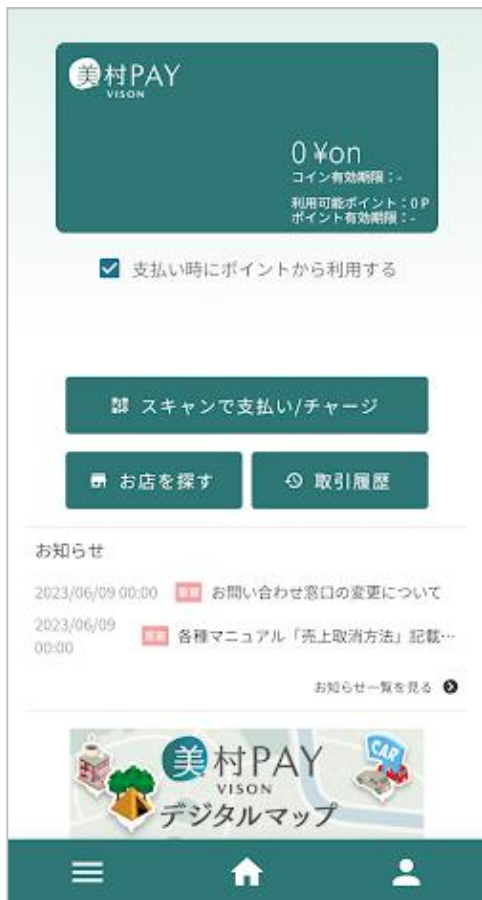 美村PAY
VISON
0 ¥on
コイン有効期限：-
利用可能ポイント：0 P
ポイント有効期限：-
支払い時にポイントから利用する
スキャンで支払い/チャージ
お店を探す
取引履歴
お知らせ
2023/06/09 00:00 重要 お問い合わせ窓口の変更について
2023/06/09
00:00
重要 各種マニュアル「売上取消方法」記載…
お知らせ一覧を見る
美村PAY
VISON
デジタルマップ
CAR